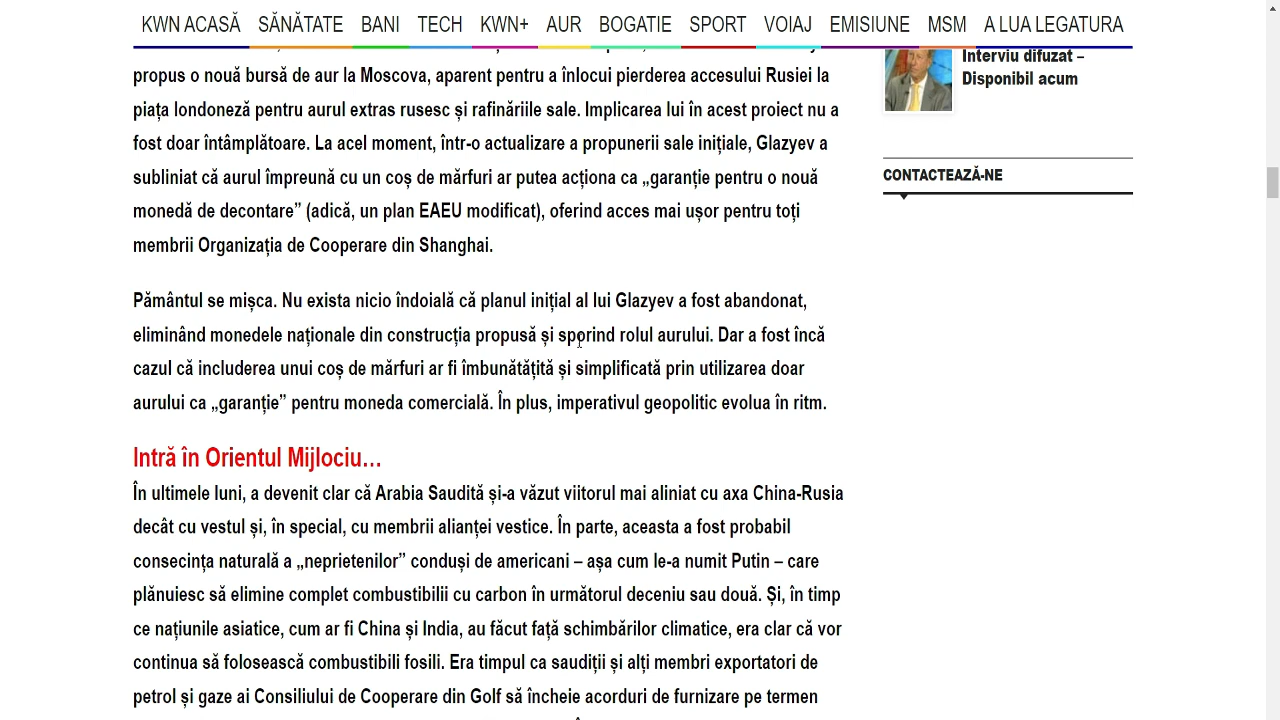 KWN ACASĂ SĂNĂTATE BANI TECH KWN+ AUR BOGATIE SPORT VOIAJ EMISIUNE MSM A LUA LEGATURA
propus o nouă bursă de aur la Moscova, aparent pentru a înlocui pierderea accesului Rusiei la
piața londoneză pentru aurul extras rusesc și rafinăriile sale. Implicarea lui în acest proiect nu a
fost doar întâmplătoare. La acel moment, într-o actualizare a propunerii sale inițiale, Glazyev a
subliniat că aurul împreună cu un coș de mărfuri ar putea acționa ca „garanție pentru o nouă
monedă de decontare” (adică, un plan EAEU modificat), oferind acces mai ușor pentru toți
membrii Organizația de Cooperare din Shanghai.
Pământul se mișca. Nu exista nicio îndoială că planul inițial al lui Glazyev a fost abandonat,
eliminând monedele naționale din construcția propusă și sporind rolul aurului. Dar a fost încă
cazul că includerea unui coș de mărfuri ar fi îmbunătățită și simplificată prin utilizarea doar
aurului ca „garanție” pentru moneda comercială. În plus, imperativul geopolitic evolua în ritm.
Intră în Orientul Mijlociu…
În ultimele luni, a devenit clar că Arabia Saudită și-a văzut viitorul mai aliniat cu axa China-Rusia
decât cu vestul și, în special, cu membrii alianței vestice. În parte, aceasta a fost probabil
consecința naturală a „neprietenilor” conduși de americani – așa cum le-a numit Putin – care
plănuiesc să elimine complet combustibilii cu carbon în următorul deceniu sau două. Și, în timp
ce națiunile asiatice, cum ar fi China și India, au făcut față schimbărilor climatice, era clar că vor
continua să folosească combustibili fosili. Era timpul ca saudiții și alți membri exportatori de
petrol și gaze ai Consiliului de Cooperare din Golf să încheie acorduri de furnizare pe termen
Interviu difuzat –
Disponibil acum
CONTACTEAZĂ-NE